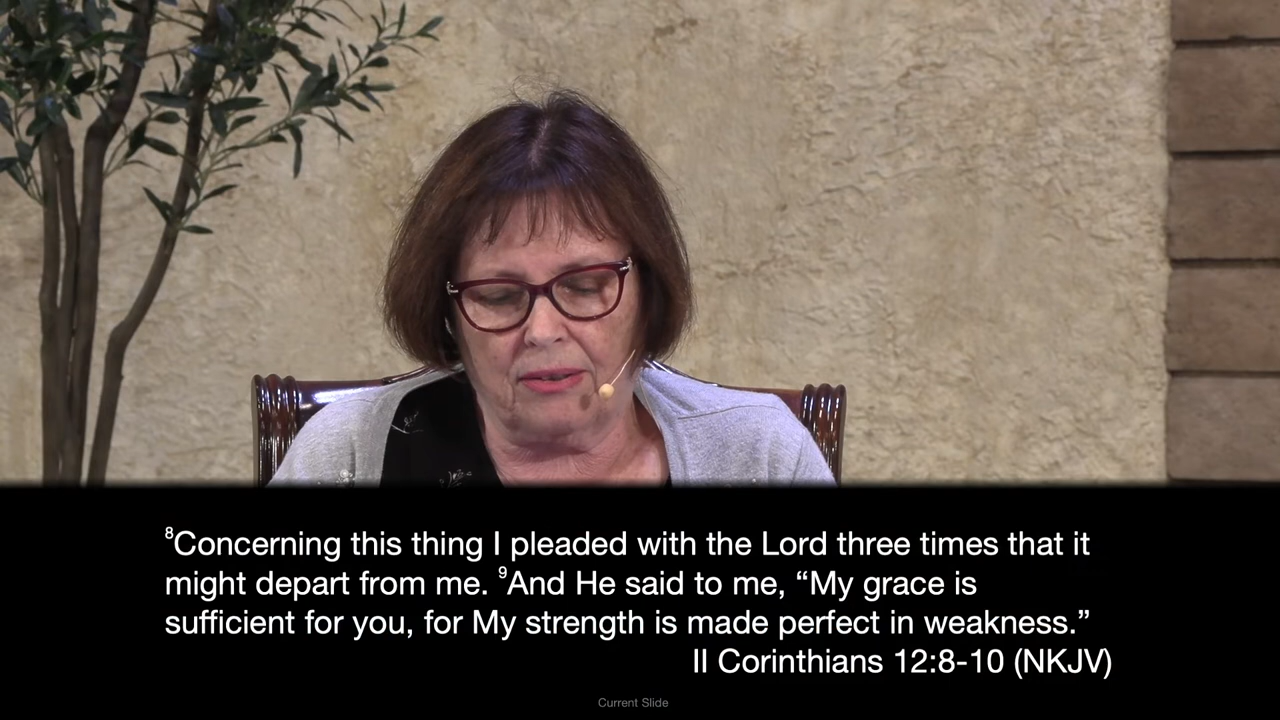 ⁸Concerning this thing I pleaded with the Lord three times that it
might depart from me. ⁹And He said to me, “My grace is
sufficient for you, for My strength is made perfect in weakness.”
II Corinthians 12:8-10 (NKJV)
Current Slide